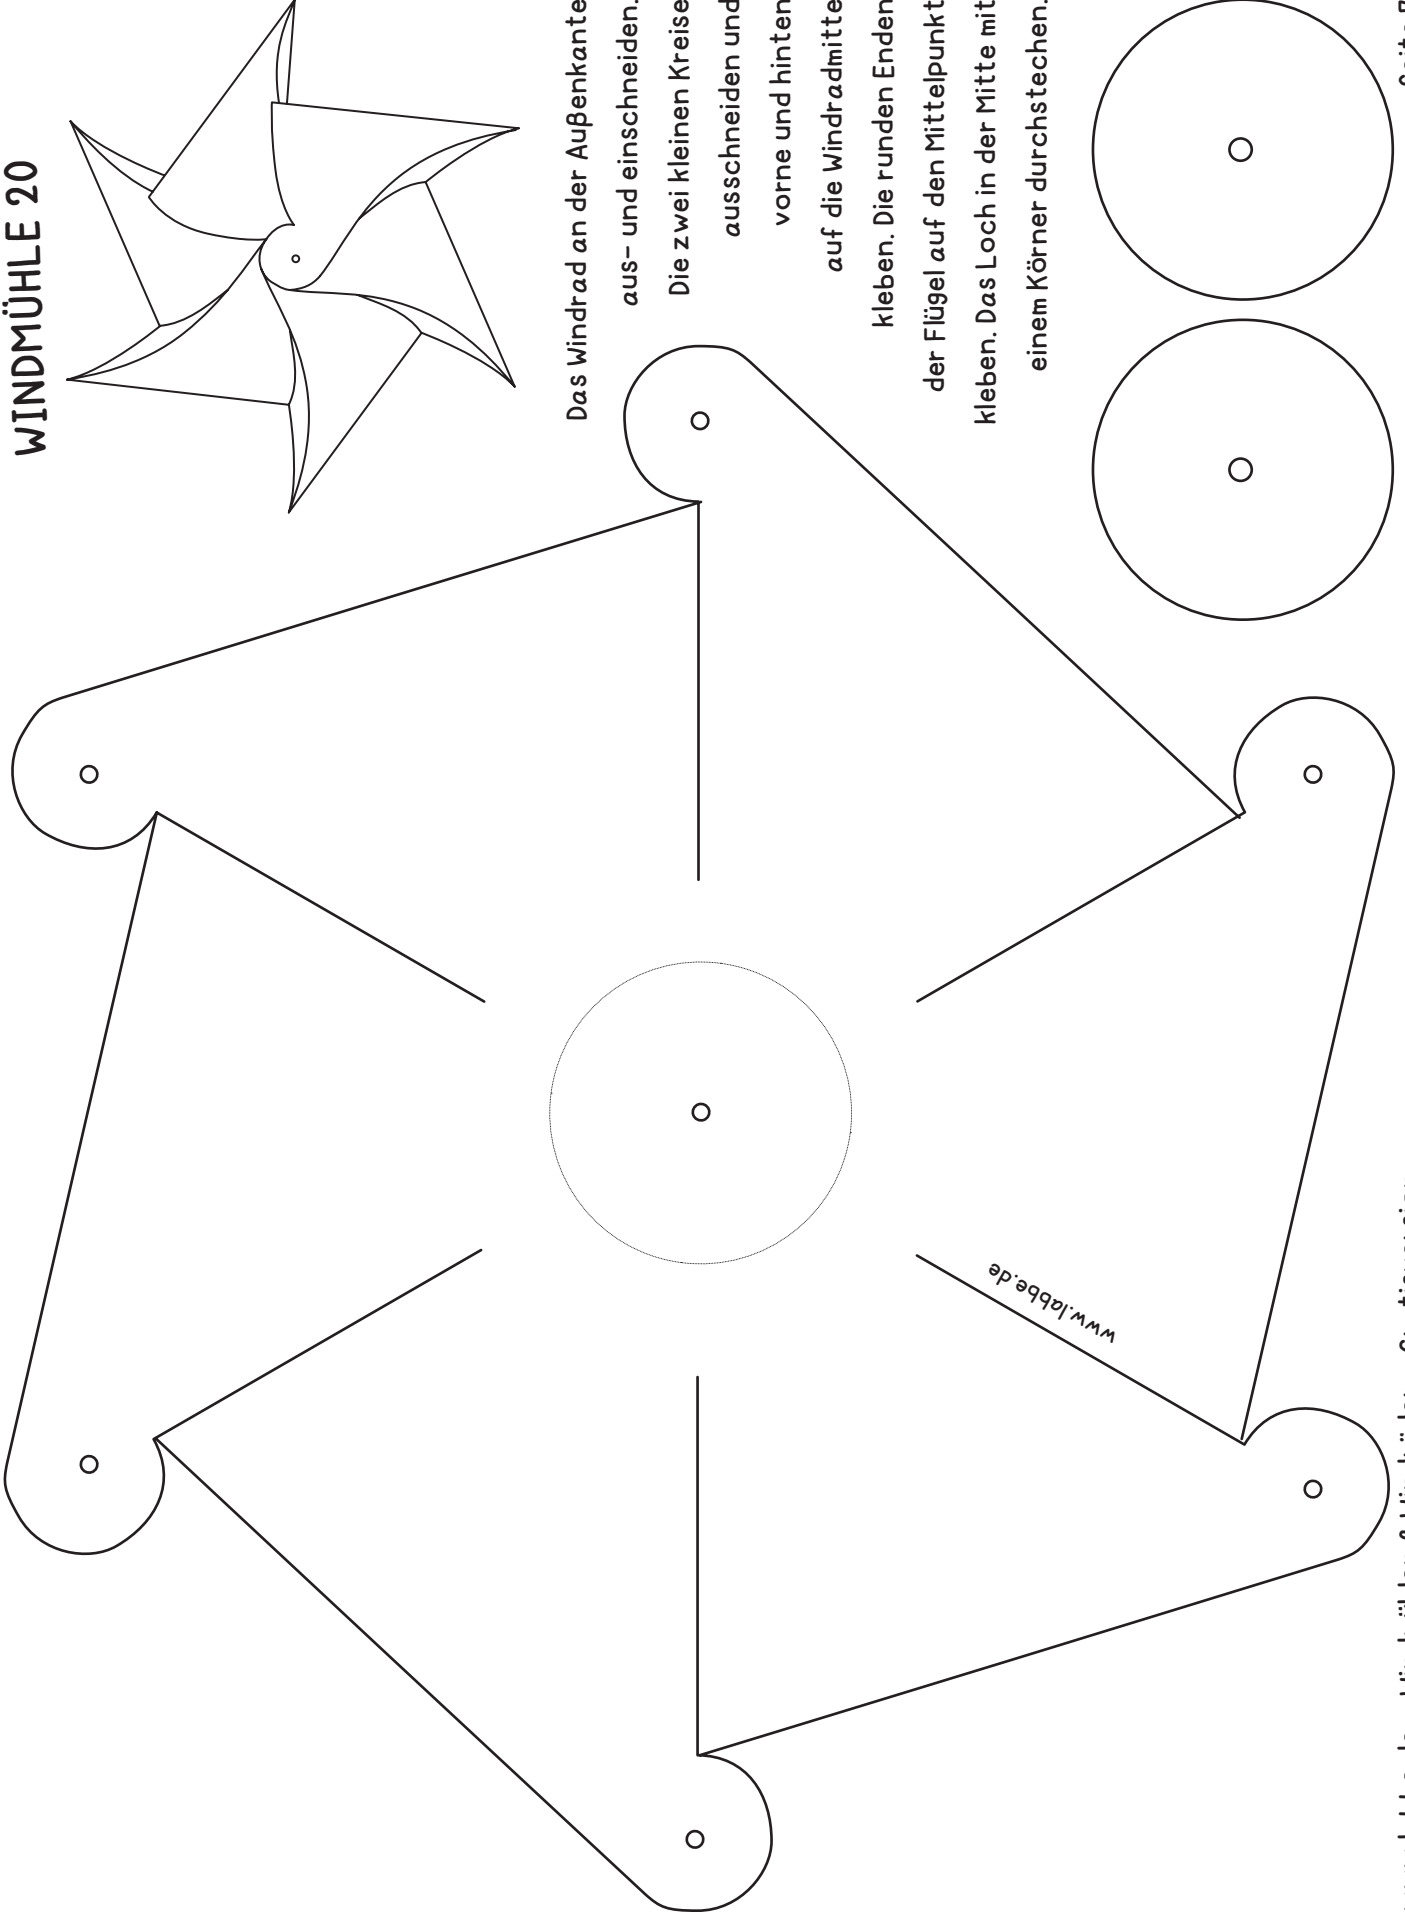 WINDMÜHLE 20
Das Windrad an der Außenkante
aus- und einschneiden.
Die zwei kleinen Kreise
ausschneiden und
vorne und hinten
auf die Windradmitte
kleben. Die runden Enden
der Flügel auf den Mittelpunkt
kleben. Das Loch in der Mitte mit
einem Körner durchstechen.
www.labbe.de